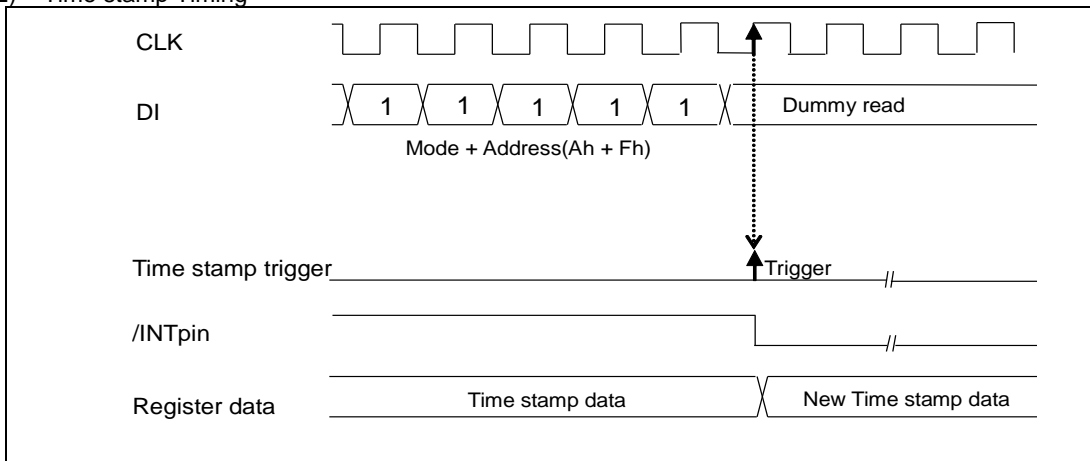 Time stamp Timing
CLK
DI
1 1 1 1 1 Dummy read
Mode + Address(Ah + Fh)
Time stamp trigger
Trigger
/INTpin
Register data
Time stamp data
New Time stamp data